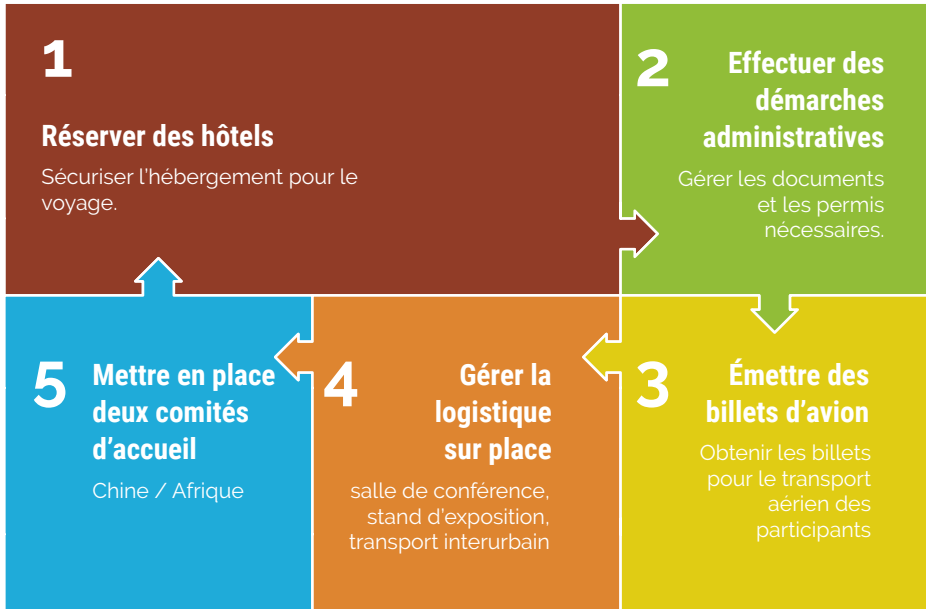 1
Réserver des hôtels
Sécuriser l'hébergement pour le
voyage.
2
Effectuer des
démarches
administratives
Gérer les documents
et les permis
nécessaires.
3
Émettre des
billets d'avion
Obtenir les billets
pour le transport
aérien des
participants
4
Gérer la
logistique
sur place
salle de conférence,
stand d'exposition,
transport interurbain
5
Mettre en place
deux comités
d'accueil
Chine / Afrique